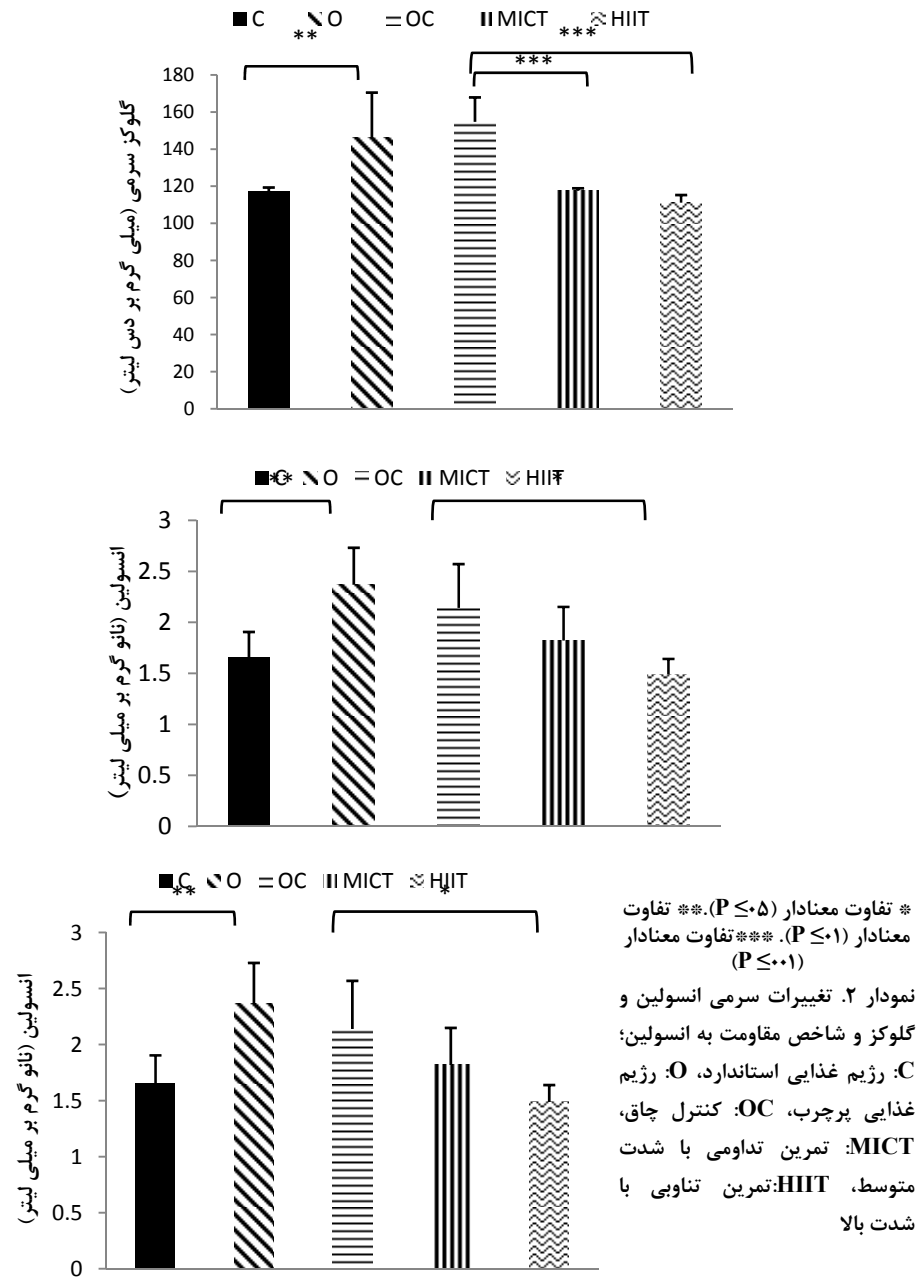 C O OC MICT HIIT
**
***
***
گلوکز سرمی (میلی گرم بر دس لیتر)
180
160
140
120
100
80
60
40
20
0
C O OC MICT HIIT
**
*
انسولین (نانو گرم بر میلی لیتر)
3
2.5
2
1.5
1
0.5
0
C O OC MICT HIIT
**
*
انسولین (نانو گرم بر میلی لیتر)
3
2.5
2
1.5
1
0.5
0
* تفاوت معنادار (P ≤۰۵).** تفاوت
معنادار (P ≤۰۱). ***تفاوت معنادار
(P ≤۰۰۱)
نمودار ۲. تغییرات سرمی انسولین و
گلوکز و شاخص مقاومت به انسولین؛
C: رژیم غذایی استاندارد، O: رژیم
غذایی پرچرب، OC: کنترل چاق،
MICT: تمرین تداومی با شدت
متوسط، HIIT:تمرین تناوبی با
شدت بالا